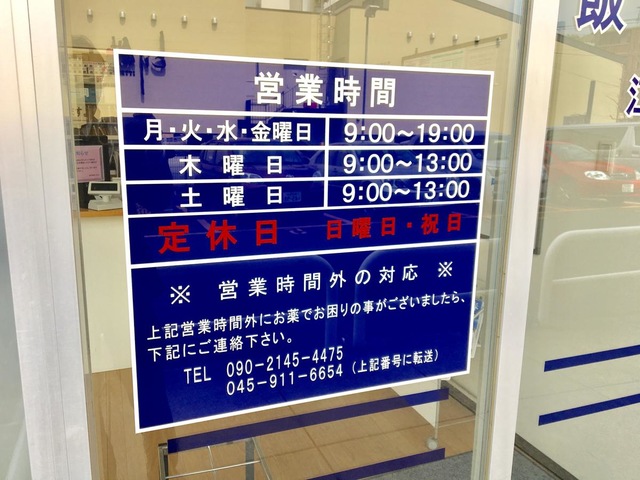 営業時間
月・火・水・金曜日 9:00～19:00
木曜日 9:00～13:00
土曜日 9:00～13:00
定休日 日曜日・祝日
※ 営業時間外の対応 ※
上記営業時間外にお薬でお困りの事がございましたら、
下記にご連絡下さい。
TEL 090-2145-4475
045-911-6654（上記番号に転送）